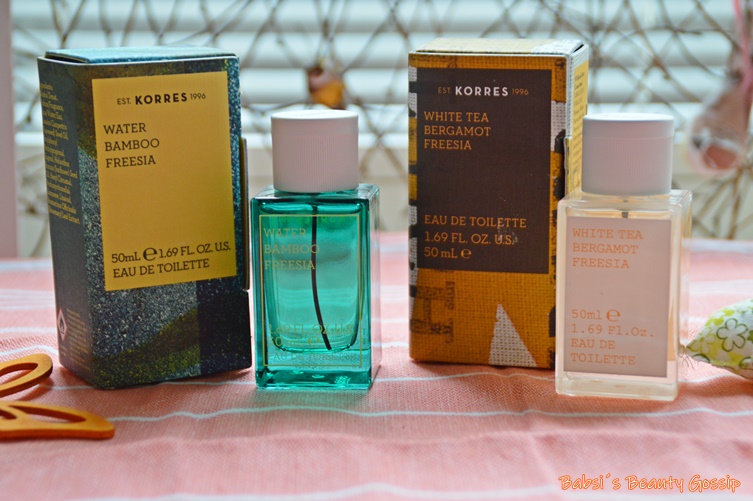 EST. KORRES 1996
WATER
BAMBOO
FREESIA
50mL e 1.69 FL. OZ. U.S.
EAU DE TOILETTE
WATER
BAMBOO
FREESIA
EST. KORRES 1996
WHITE TEA
BERGAMOT
FREESIA
EAU DE TOILETTE
1.69 FL. OZ. U.S.
50 mL e
WHITE TEA
BERGAMOT
FREESIA
50ml e
1.69 Fl.Oz.
EAU DE
TOILETTE
Babsi´s Beauty Gossip